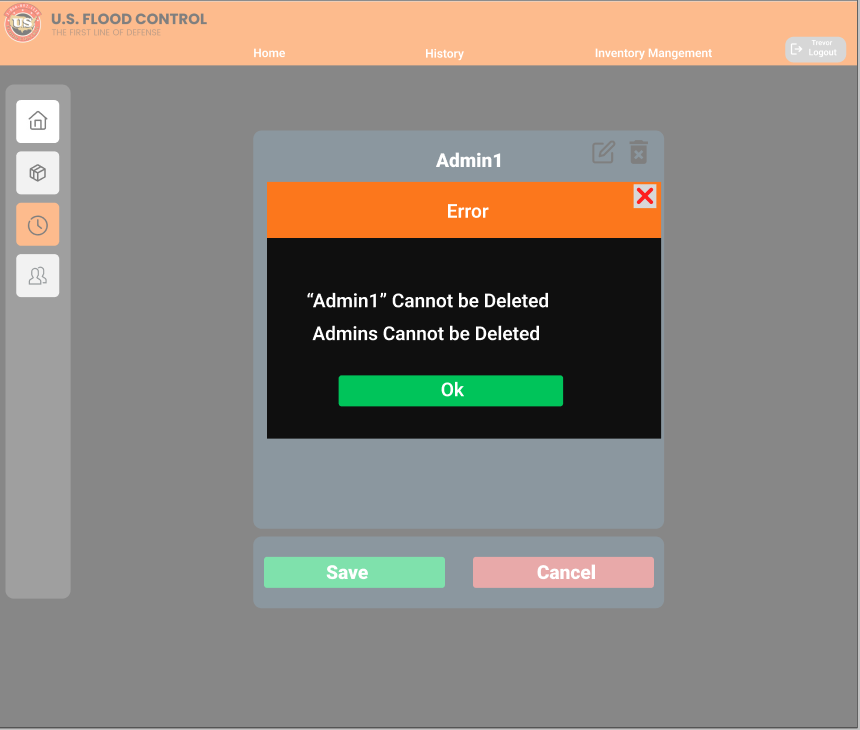 U.S. FLOOD CONTROL
THE FIRST LINE OF DEFENSE
Home
History
Inventory Mangement
Trevor
Logout
Admin1
Error
“Admin1” Cannot be Deleted
Admins Cannot be Deleted
Ok
Save
Cancel
US